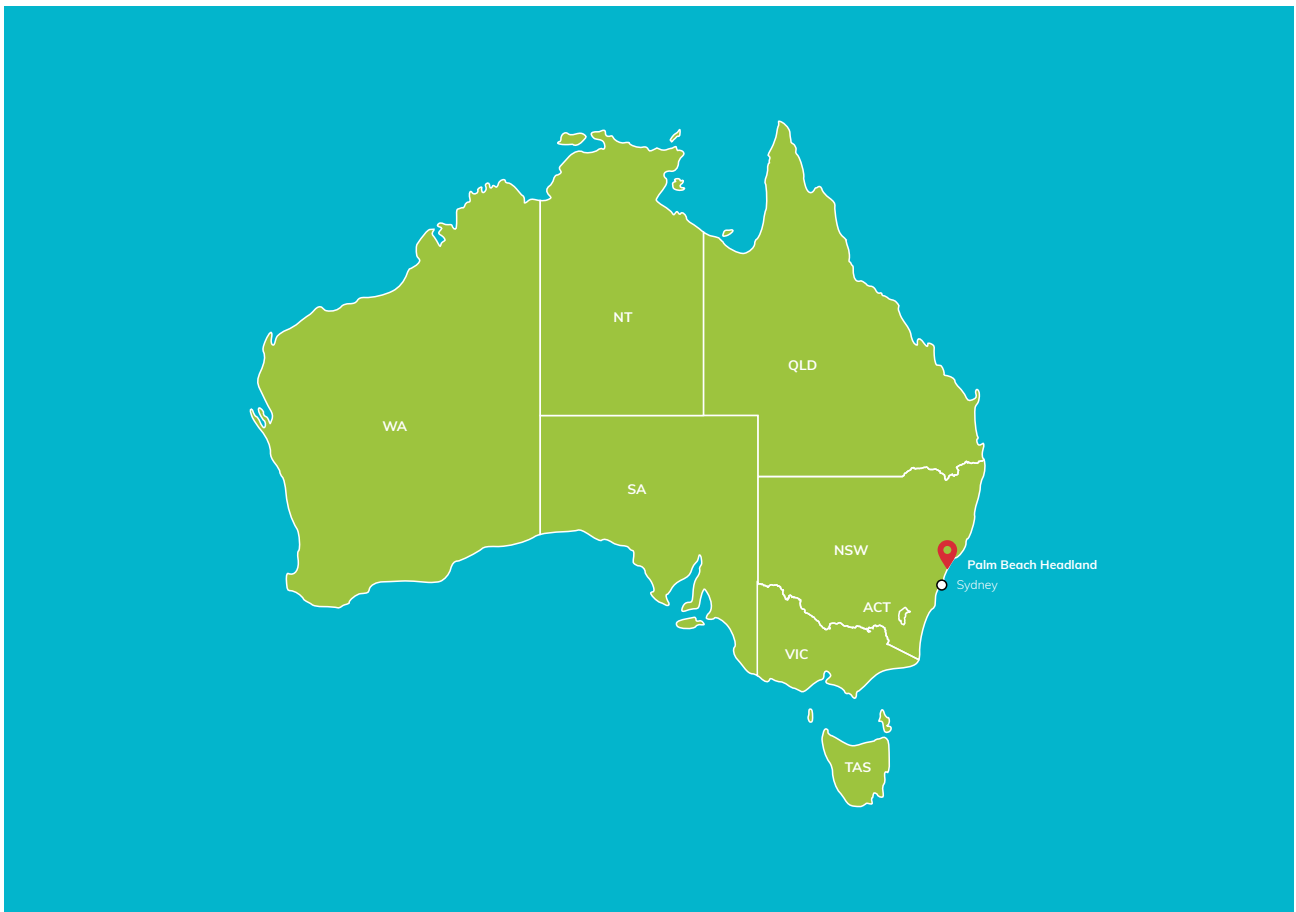 NT
QLD
WA
SA
NSW
Palm Beach Headland
Sydney
ACT
VIC
TAS